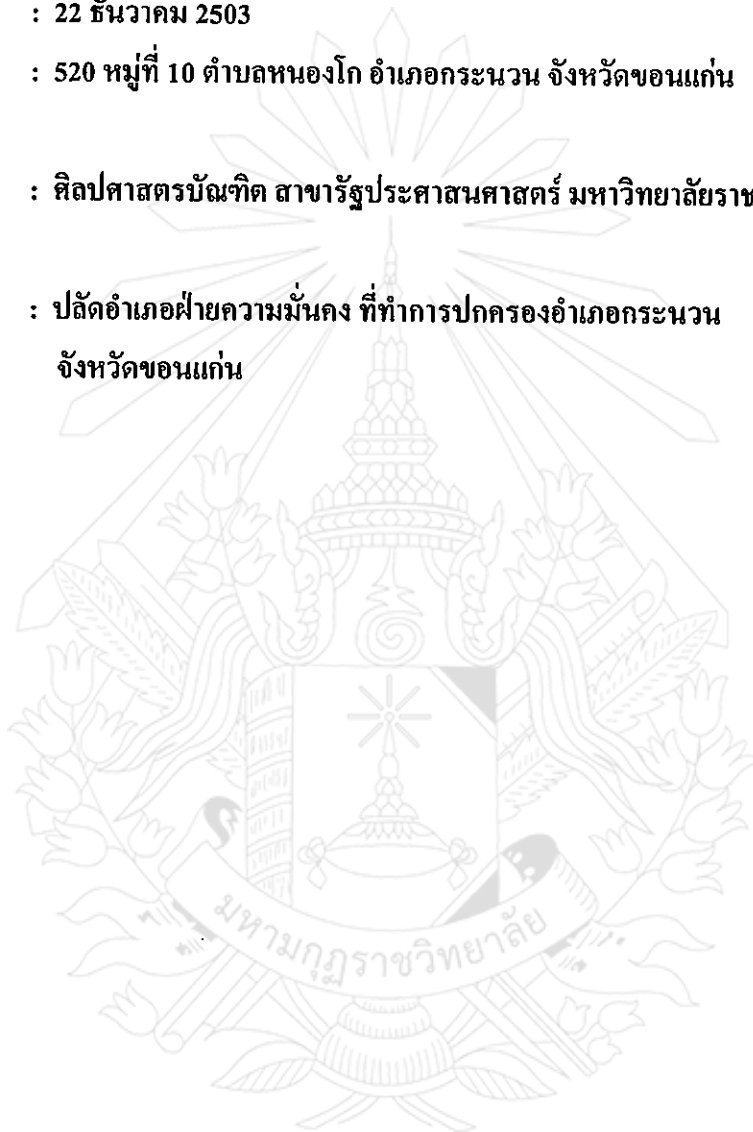 : 22 ธันวาคม 2503
: 520 หมู่ที่ 10 ตำบลหนองโก อำเภอกระนวน จังหวัดขอนแก่น
: ศิลปศาสตรบัณฑิต สาขารัฐประศาสนศาสตร์ มหาวิทยาลัยราช
: ปลัดอำเภอฝ่ายความมั่นคง ที่ทำการปกครองอำเภอกระนวน
จังหวัดขอนแก่น
มหามกุฏราชวิทยาลัย